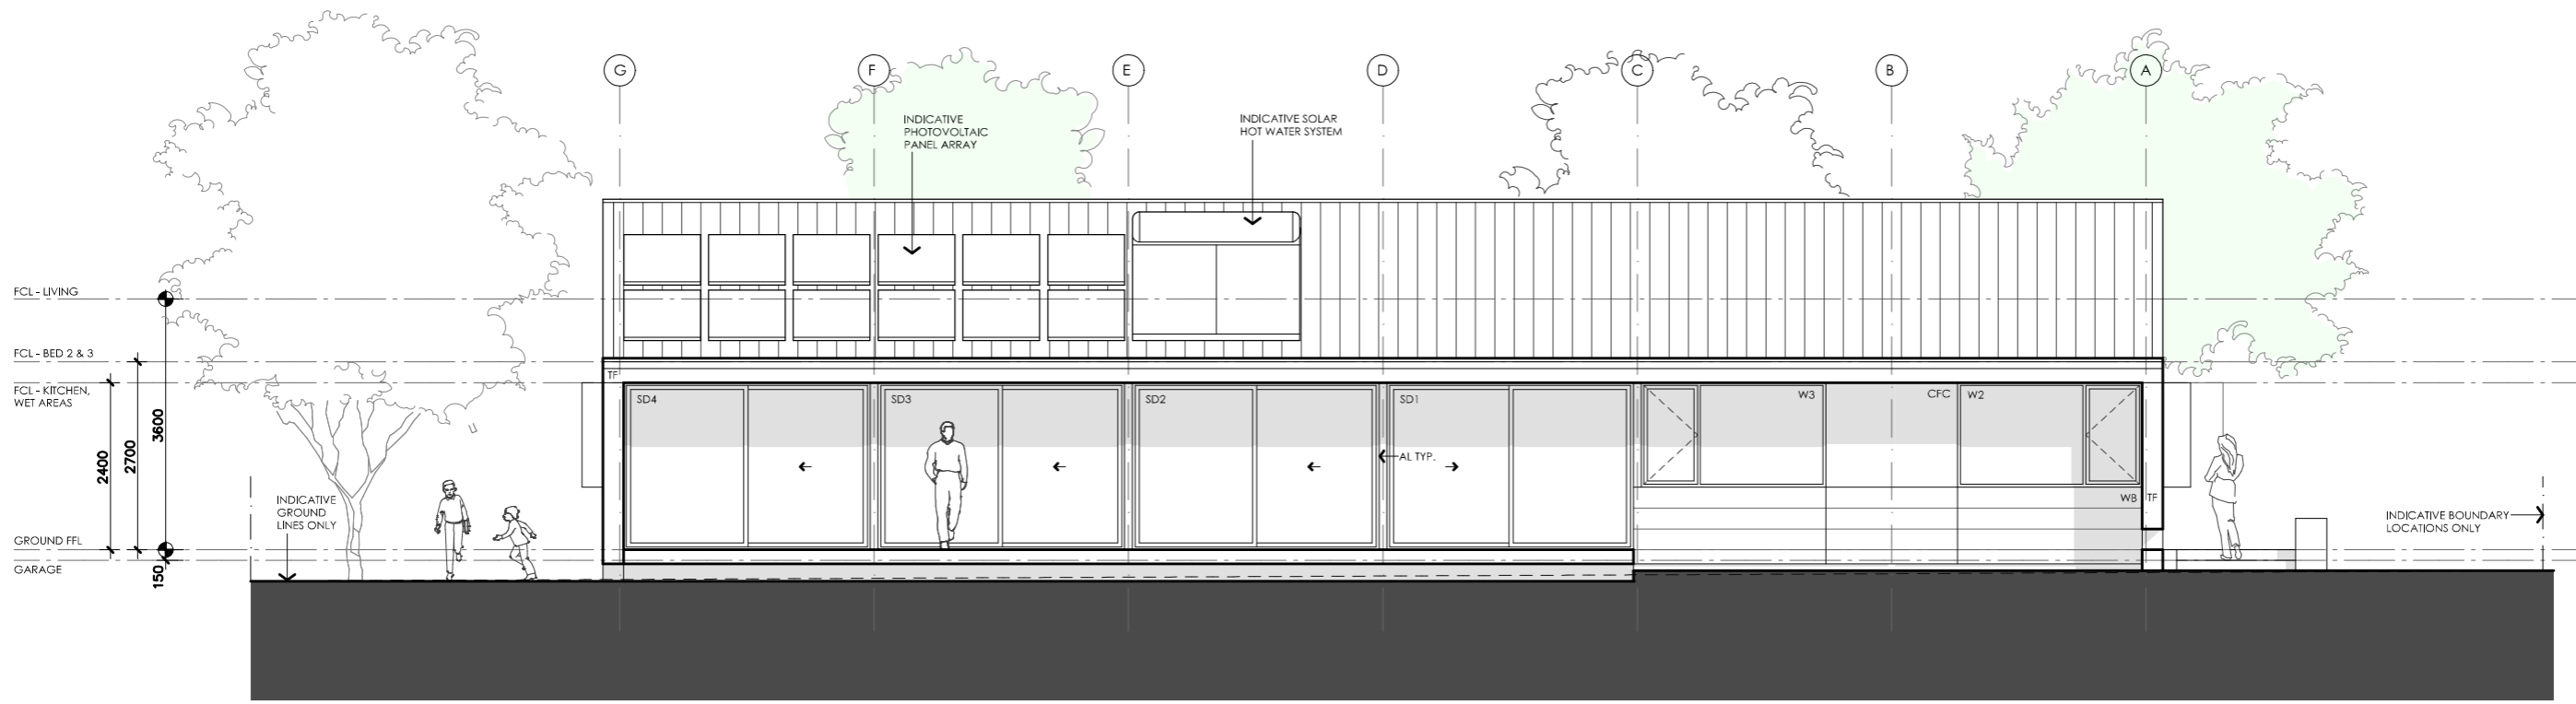 G
F
E
D
C
B
A
INDICATIVE
PHOTOVOLTAIC
PANEL ARRAY
INDICATIVE SOLAR
HOT WATER SYSTEM
FCL - LIVING
FCL - BED 2 & 3
FCL - KITCHEN,
WET AREAS
3600
2700
2400
150
GROUND FFL
GARAGE
INDICATIVE
GROUND
LINES ONLY
TF
SD4
SD3
SD2
SD1
AL TYP.
W3
CFC
W2
WB
TF
INDICATIVE BOUNDARY
LOCATIONS ONLY